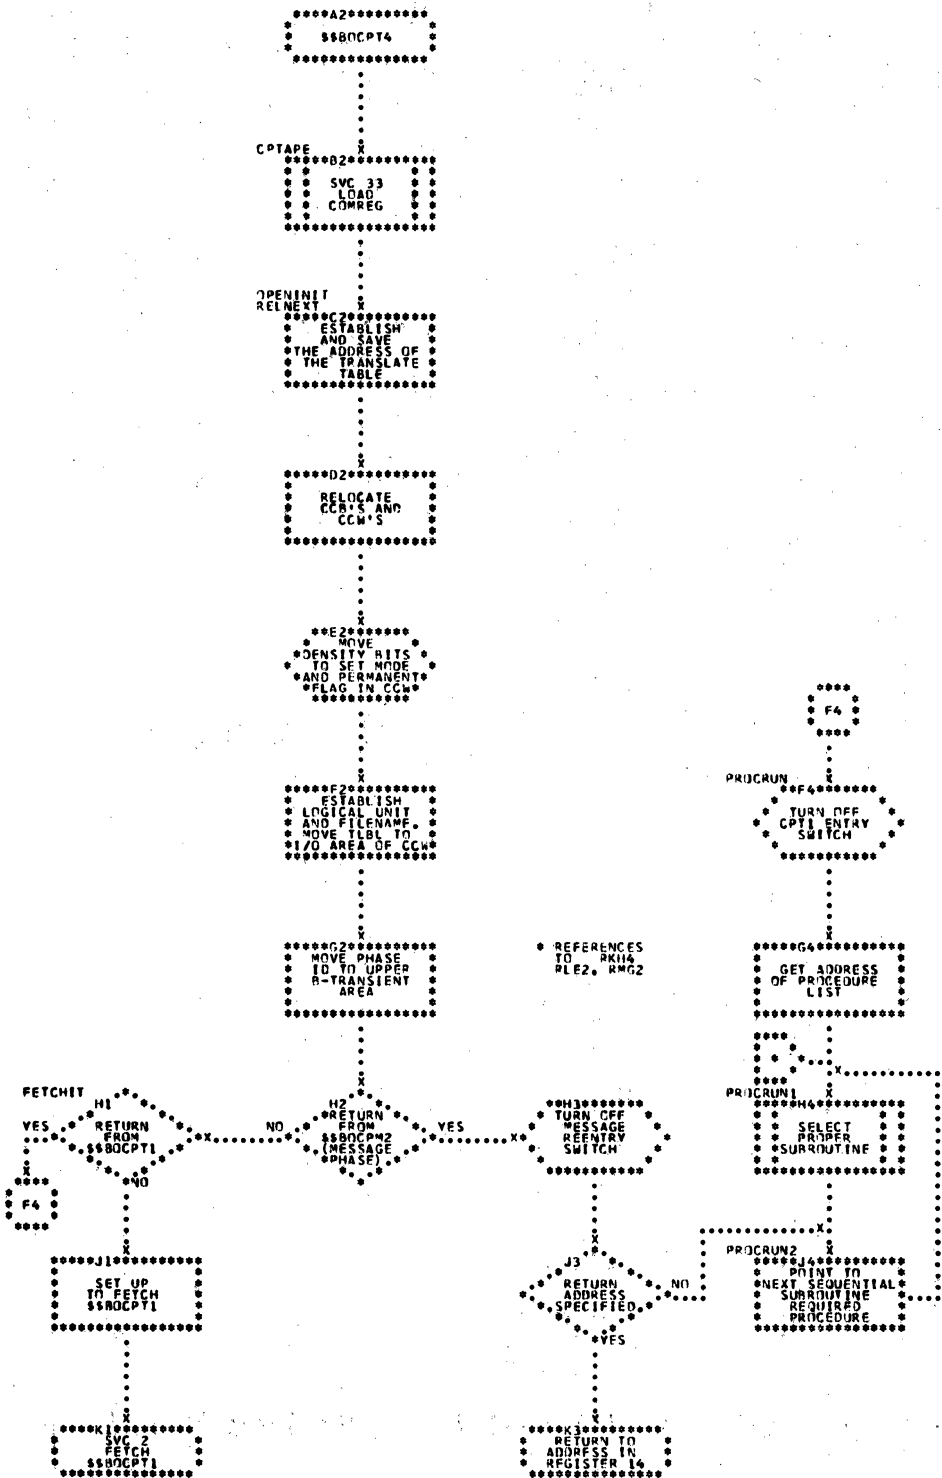 A2
$$BOCPT4
CPTAPE
B2
SVC 33
LOAD
COMREG
OPENINIT
RELNEXT
C2
ESTABLISH
AND SAVE
THE ADDRESS OF
THE TRANSLATE
TABLE
D2
RELOCATE
CCB'S AND
CCW'S
E2
MOVE
DENSITY BITS
TO SET MODE
AND PERMANENT
FLAG IN CCW
F2
ESTABLISH
LOGICAL UNIT
AND FILENAME.
MOVE TLBL TO
I/O AREA OF CCW
G2
MOVE PHASE
ID TO UPPER
B-TRANSIENT
AREA
* REFERENCES
TO RKH4
RLE2, RMG2
F4
PROCRUN
F4
TURN OFF
CPT1 ENTRY
SWITCH
G4
GET ADDRESS
OF PROCEDURE
LIST
*
PROCRUN1
H4
SELECT
PROPER
SUBROUTINE
FETCHIT
H1
RETURN
FROM
$$BOCPT1
YES
NO
F4
H2
RETURN
FROM
$$BOCPM2
(MESSAGE
PHASE)
NO
YES
H3
TURN OFF
MESSAGE
REENTRY
SWITCH
J1
SET UP
TO FETCH
$$BOCPT1
J3
RETURN
ADDRESS
SPECIFIED
NO
YES
PROCRUN2
J4
POINT TO
NEXT SEQUENTIAL
SUBROUTINE
REQUIRED
PROCEDURE
K1
SVC 2
FETCH
$$BOCPT1
K3
RETURN TO
ADDRESS IN
REGISTER 14